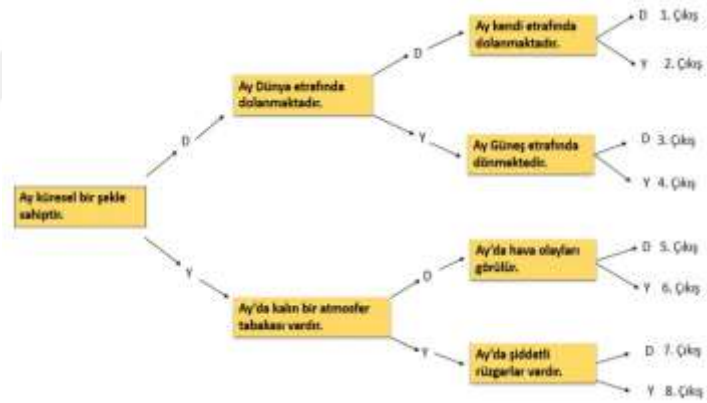 Ay küresel bir şekle
sahiptir.
D
Y
Ay Dünya etrafında
dolanmaktadır.
D
Y
Ay'da kalın bir atmosfer
tabakası vardır.
D
Y
Ay kendi etrafında
dolanmaktadır.
D 1. Çıkış
Y 2. Çıkış
Ay Güneş etrafında
dönmektedir.
D 3. Çıkış
Y 4. Çıkış
Ay'da hava olayları
görülür.
D 5. Çıkış
Y 6. Çıkış
Ay'da şiddetli
rüzgarlar vardır.
D 7. Çıkış
Y 8. Çıkış